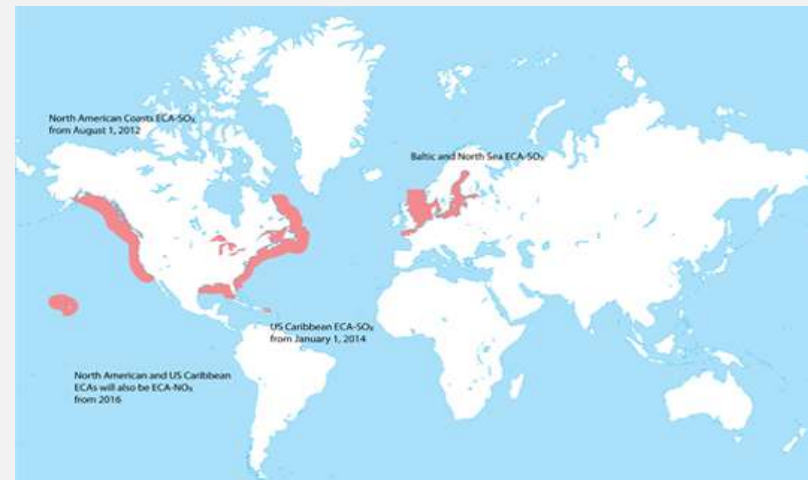 North American Coasts ECA-SOx
from August 1, 2012
Baltic and North Sea ECA-SOx
US Caribbean ECA-SOx
from January 1, 2014
North American and US Caribbean
ECAs will also be ECA-NOx
from 2016